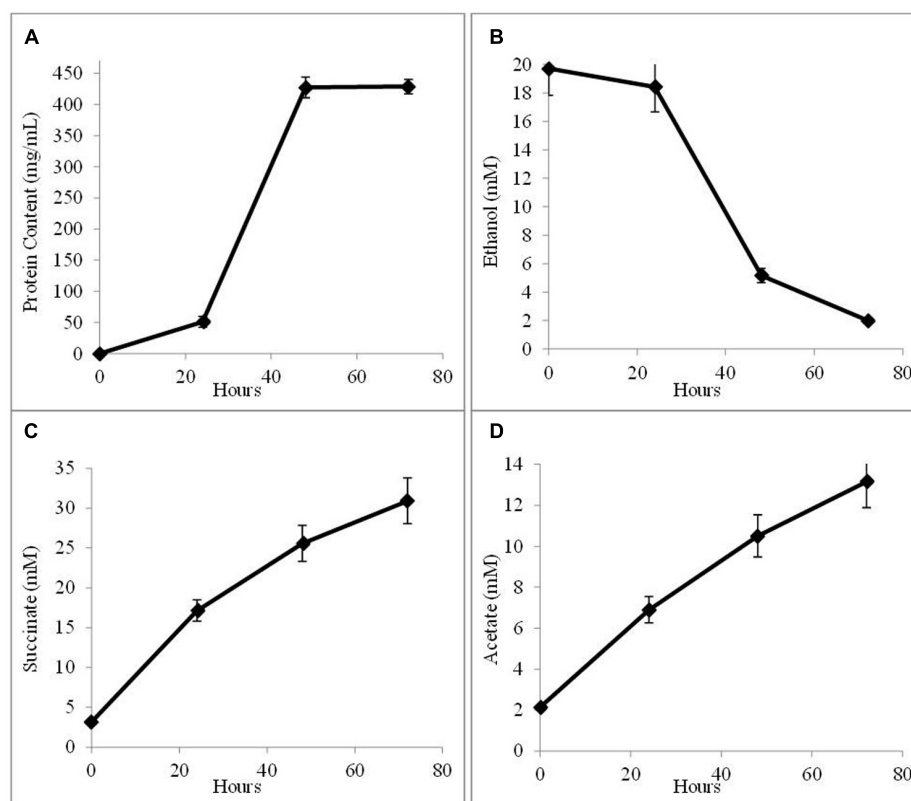 A
Protein Content (mg/mL)
450
400
350
300
250
200
150
100
50
0
0 20 40 60 80
Hours
B
Ethanol (mM)
20
18
16
14
12
10
8
6
4
2
0
0 20 40 60 80
Hours
C
Succinate (mM)
35
30
25
20
15
10
5
0
0 20 40 60 80
Hours
D
Acetate (mM)
14
12
10
8
6
4
2
0
0 20 40 60 80
Hours